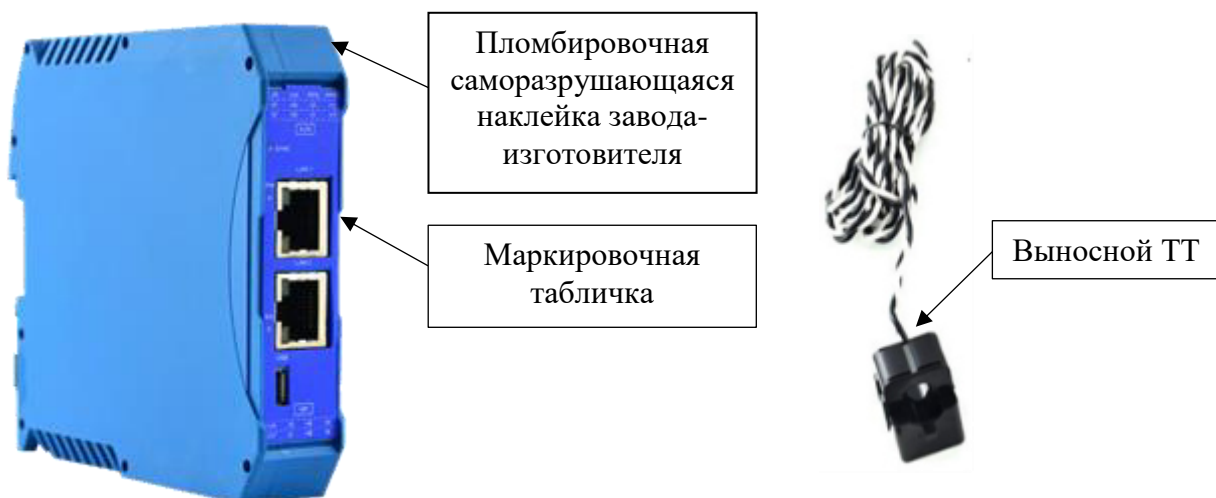 Пломбировочная
саморазрушающаяся
наклейка завода-
изготовителя
Маркировочная
табличка
Выносной ТТ